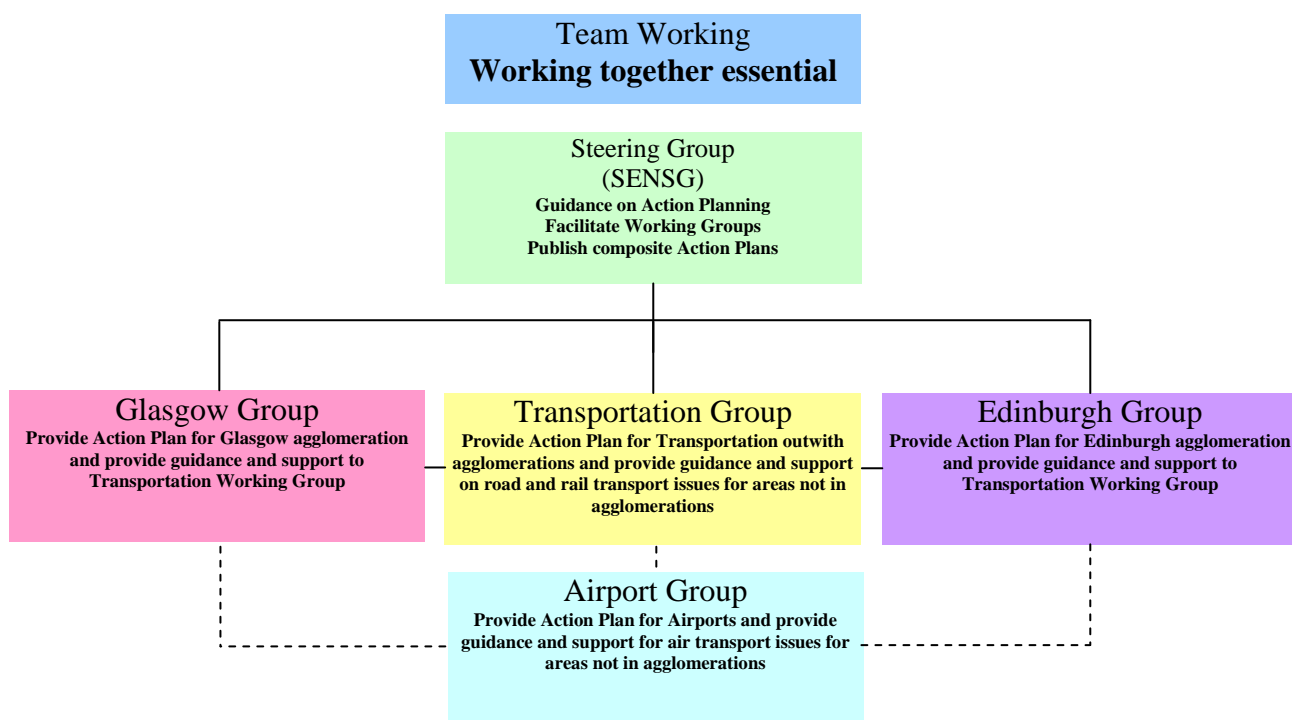 Team Working
Working together essential
Steering Group
(SENSG)
Guidance on Action Planning
Facilitate Working Groups
Publish composite Action Plans
Glasgow Group
Provide Action Plan for Glasgow agglomeration
and provide guidance and support to
Transportation Working Group
Transportation Group
Provide Action Plan for Transportation outwith
agglomerations and provide guidance and support
on road and rail transport issues for areas not in
agglomerations
Edinburgh Group
Provide Action Plan for Edinburgh agglomeration
and provide guidance and support to
Transportation Working Group
Airport Group
Provide Action Plan for Airports and provide
guidance and support for air transport issues for
areas not in agglomerations